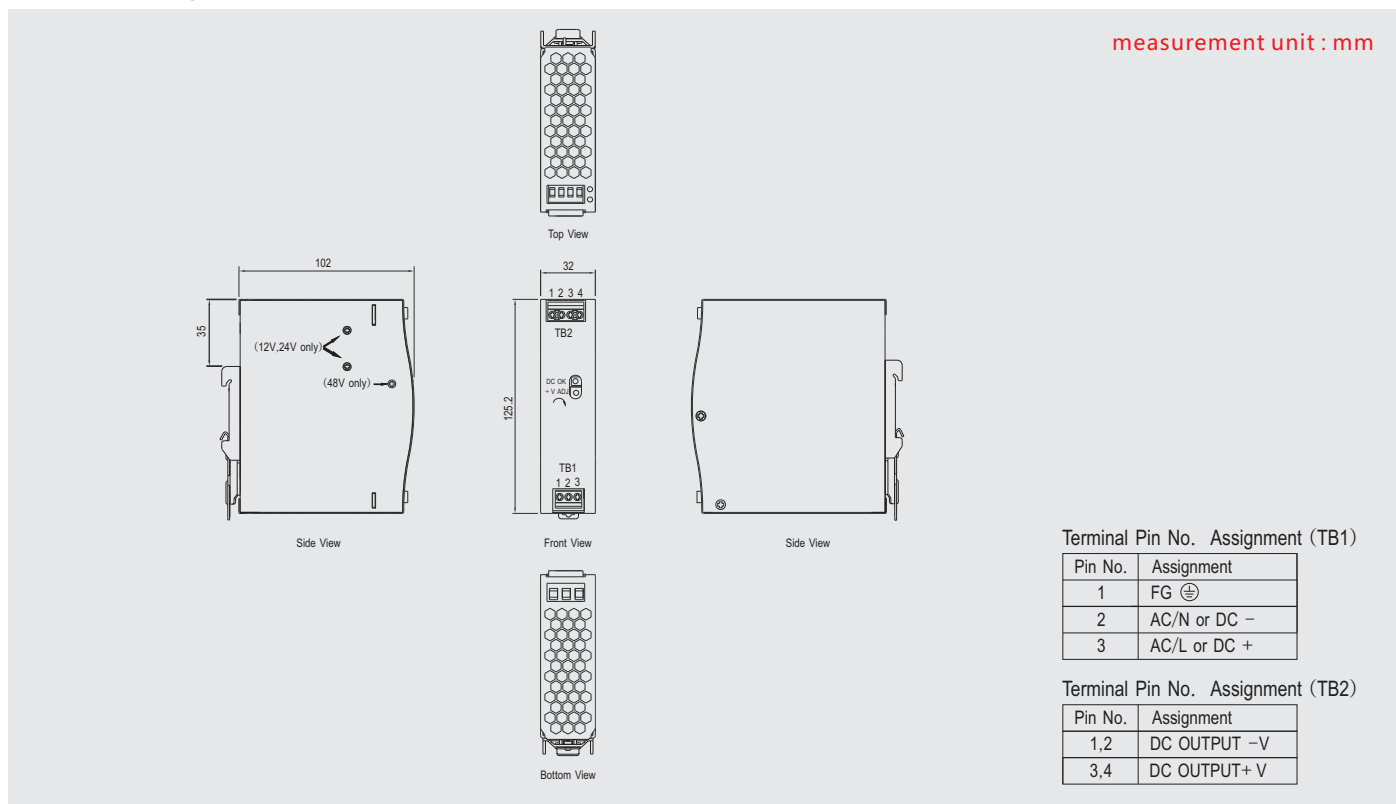 measurement unit : mm
Top View
102
35
(12V,24V only)
(48V only)
Side View
32
1 2 3 4
TB2
DC OK
+ V ADJ.
125.2
TB1
1 2 3
Front View
Side View
Bottom View
Terminal Pin No. Assignment (TB1)
Pin No. Assignment
1 FG
2 AC/N or DC −
3 AC/L or DC +
Terminal Pin No. Assignment (TB2)
Pin No. Assignment
1,2 DC OUTPUT −V
3,4 DC OUTPUT+ V